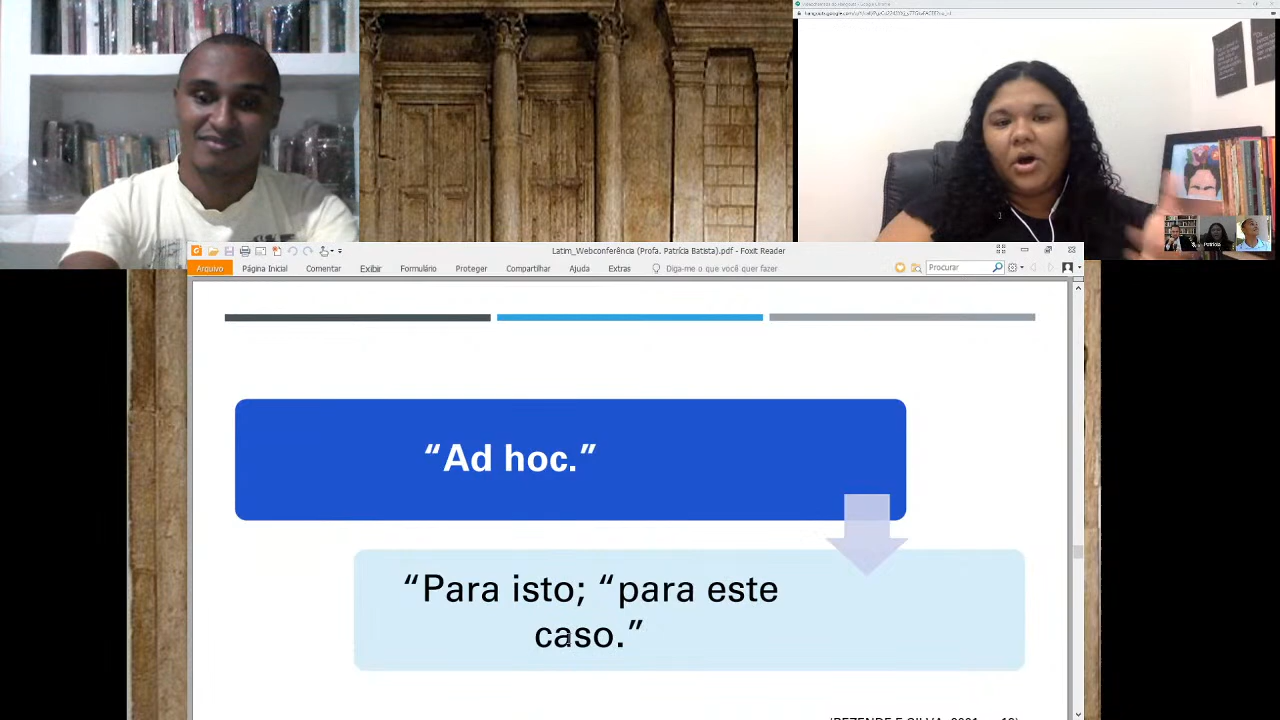 Latim_Webconferência (Profa. Patrícia Batista).pdf - Foxit Reader
Arquivo Página Inicial Comentar Exibir Formulário Proteger Compartilhar Ajuda Extras Diga-me o que você quer fazer Procurar
“Ad hoc.”
“Para isto; “para este
caso.”